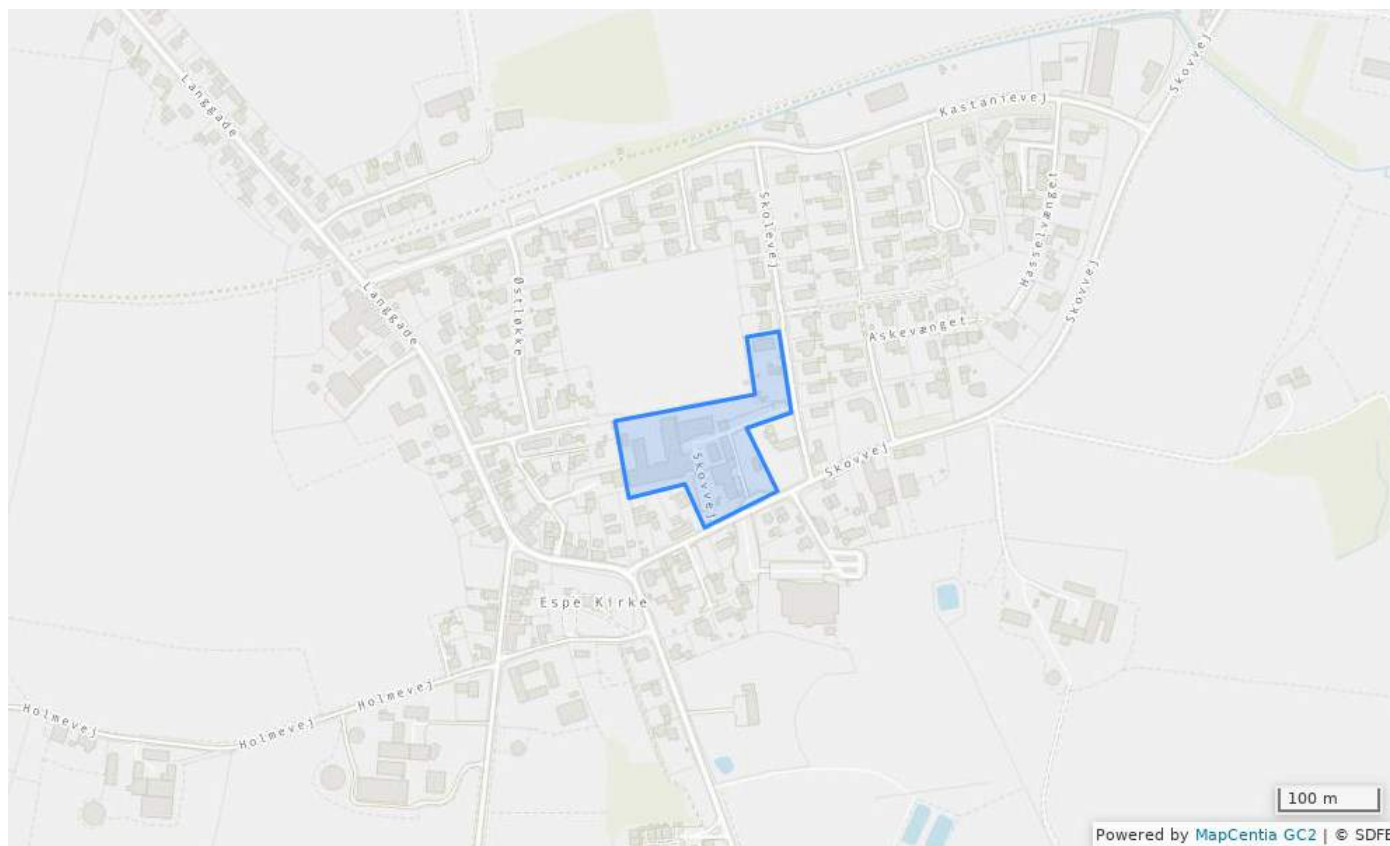 Langgade
Skovvej
Kastanievej
Skolevej
Hasselvænget
Langgade
Østløkke
Skovvej
Askevænget
Skovvej
Skovvej
Espe Kirke
Holmevej
Holmevej
Holmevej
100 m
Powered by MapCentia GC2 | © SDFE